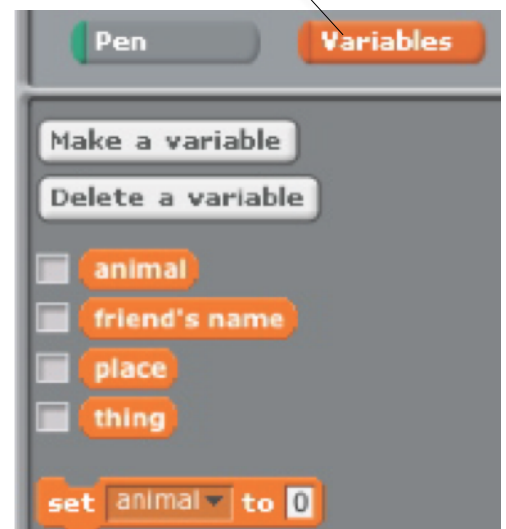 Pen Variables
Make a variable
Delete a variable
animal
friend's name
place
thing
set animal to 0